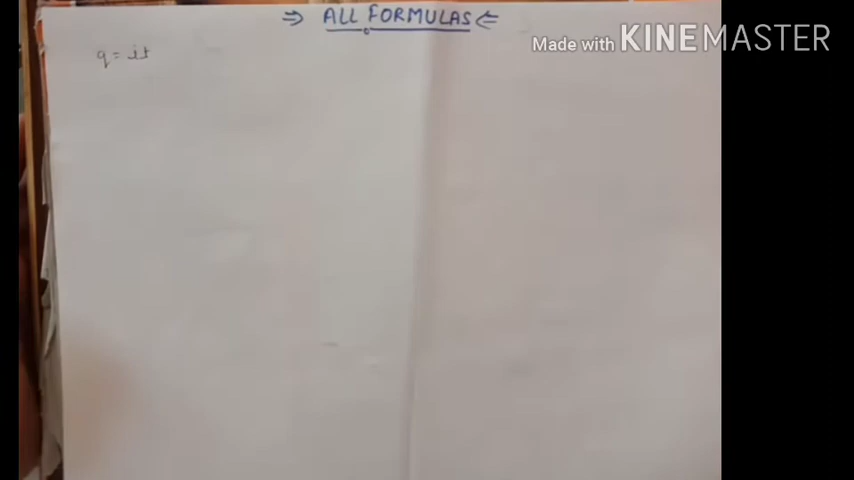 ⇒ ALL FORMULAS ⇐
Made with KINEMASTER
q = it